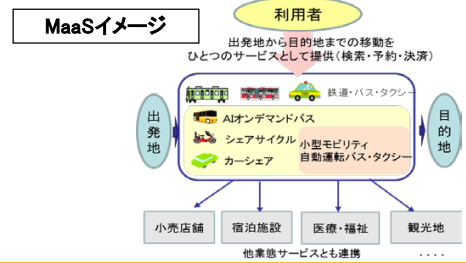 MaaSイメージ
利用者
出発地から目的地までの移動を
ひとつのサービスとして提供(検索・予約・決済)
鉄道・バス・タクシー
出発地
AIオンデマンドバス
シェアサイクル
カーシェア
小型モビリティ
自動運転バス・タクシー
目的地
小売店舗
宿泊施設
医療・福祉
観光地
他業態サービスとも連携
・・・・